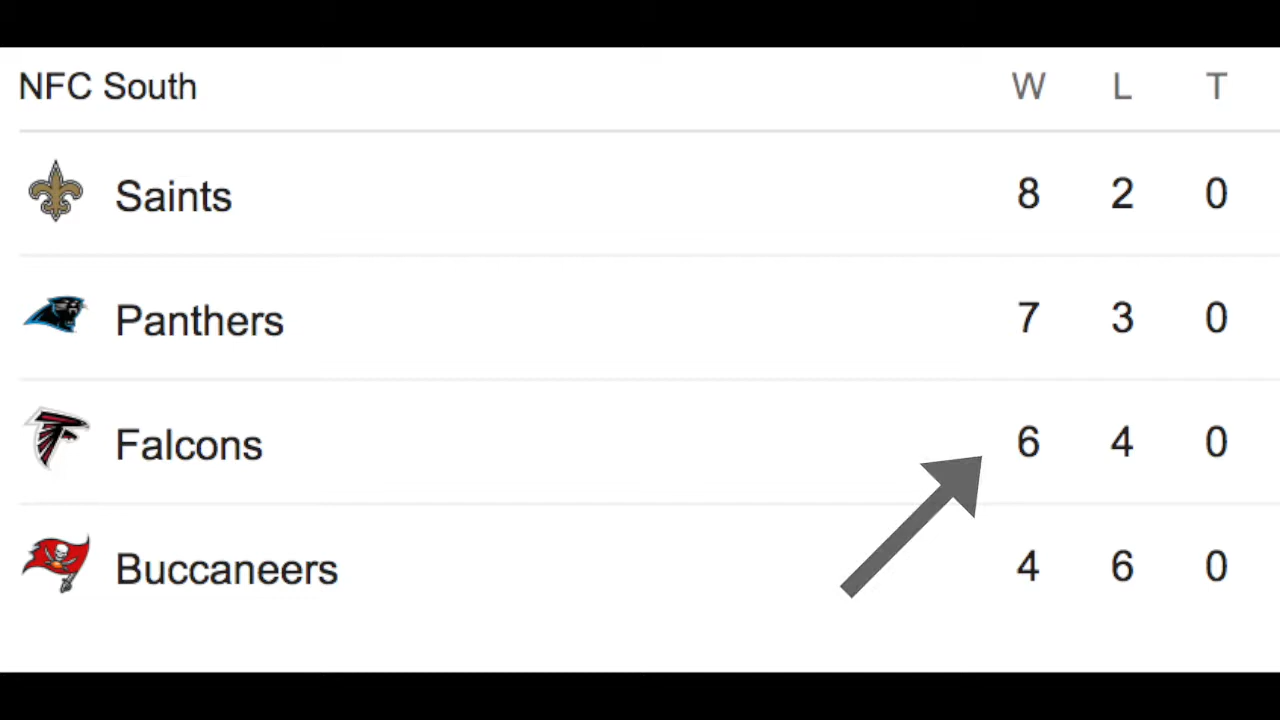 NFC South W L T
Saints 8 2 0
Panthers 7 3 0
Falcons 6 4 0
Buccaneers 4 6 0